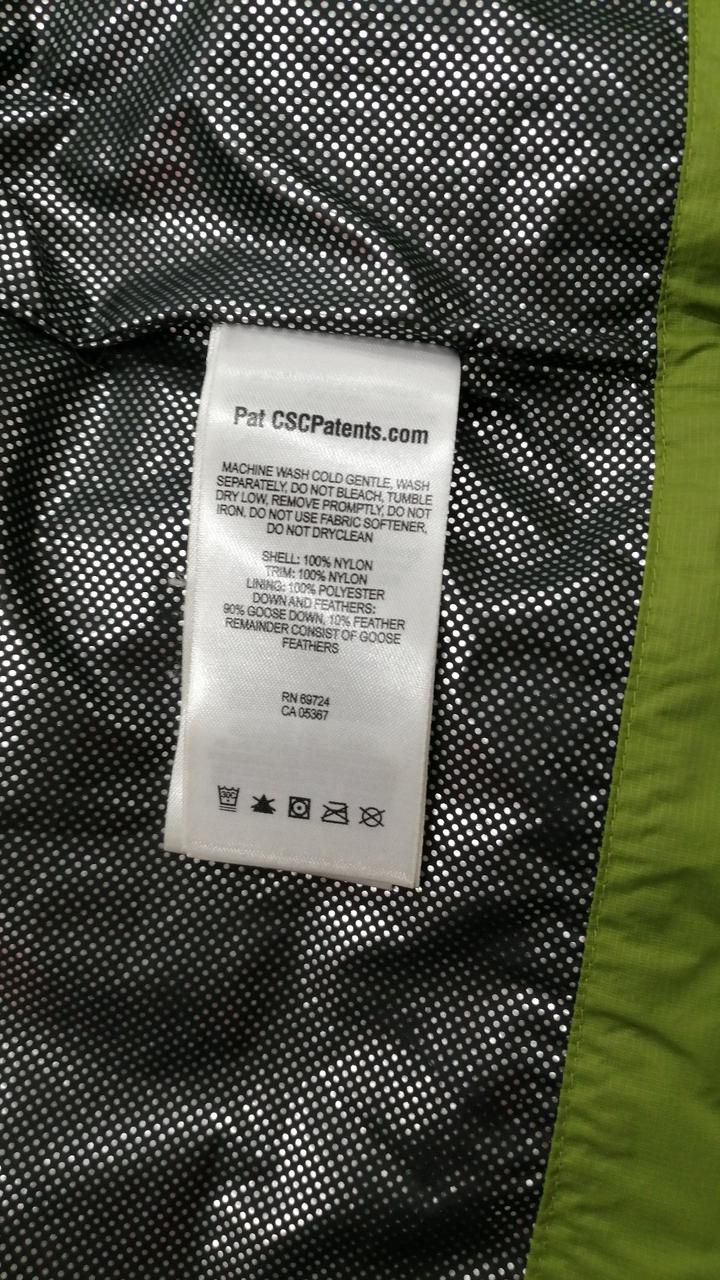 Pat CSCPatents.com
MACHINE WASH COLD GENTLE, WASH
SEPARATELY, DO NOT BLEACH, TUMBLE
DRY LOW, REMOVE PROMPTLY, DO NOT
IRON, DO NOT USE FABRIC SOFTENER,
DO NOT DRYCLEAN
SHELL: 100% NYLON
TRIM: 100% NYLON
LINING: 100% POLYESTER
DOWN AND FEATHERS:
90% GOOSE DOWN, 10% FEATHER
REMAINDER CONSIST OF GOOSE
FEATHERS
RN 69724
CA 05367
30C